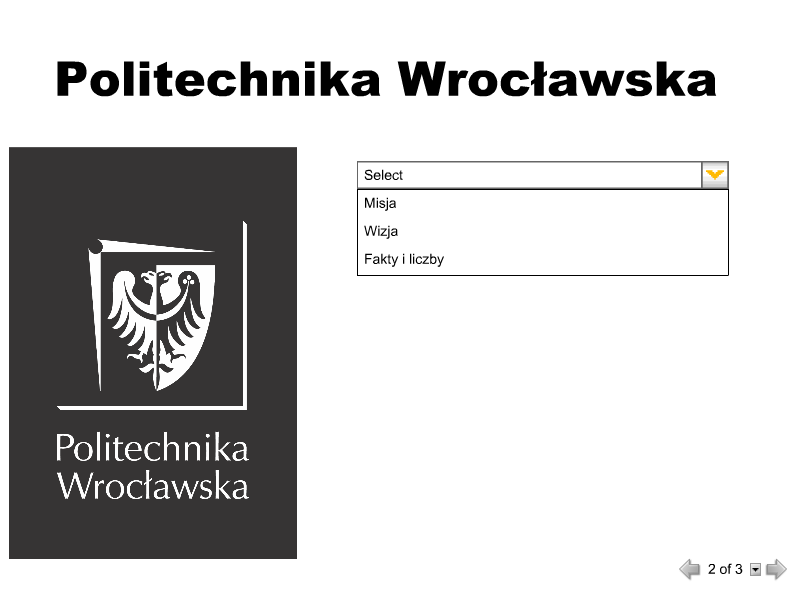 Politechnika Wrocławska
Select
Misja
Wizja
Fakty i liczby
Politechnika
Wrocławska
2 of 3